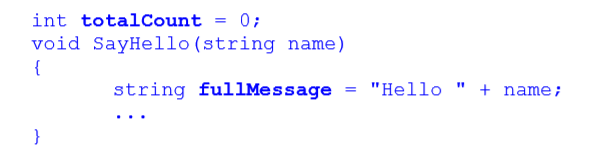 int totalCount = 0;
void SayHello(string name)
{
string fullMessage = "Hello " + name;
...
}